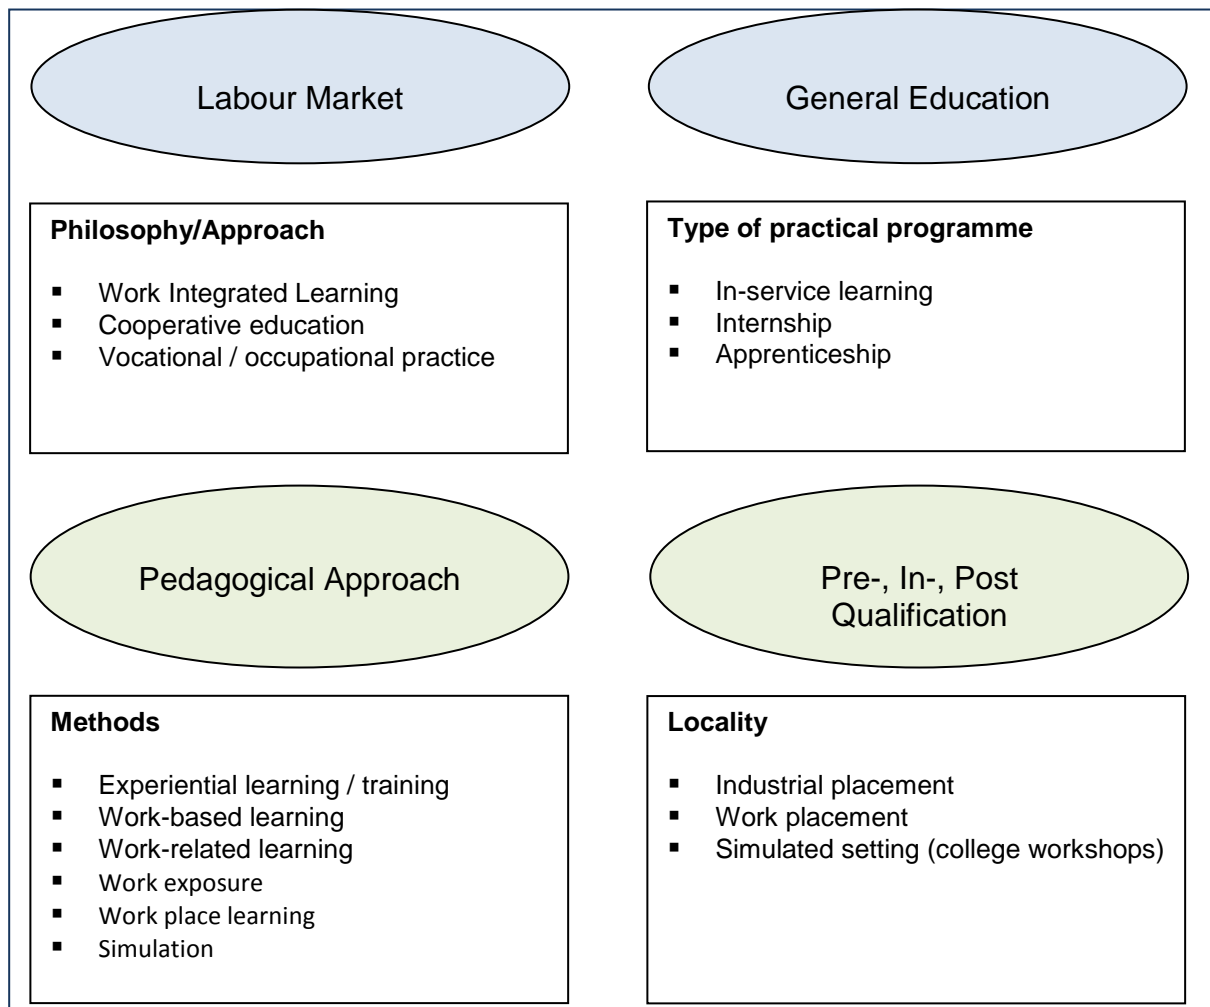 Labour Market
General Education
Philosophy/Approach
▪ Work Integrated Learning
▪ Cooperative education
▪ Vocational / occupational practice
Type of practical programme
▪ In-service learning
▪ Internship
▪ Apprenticeship
Pedagogical Approach
Pre-, In-, Post
Qualification
Methods
▪ Experiential learning / training
▪ Work-based learning
▪ Work-related learning
▪ Work exposure
▪ Work place learning
▪ Simulation
Locality
▪ Industrial placement
▪ Work placement
▪ Simulated setting (college workshops)